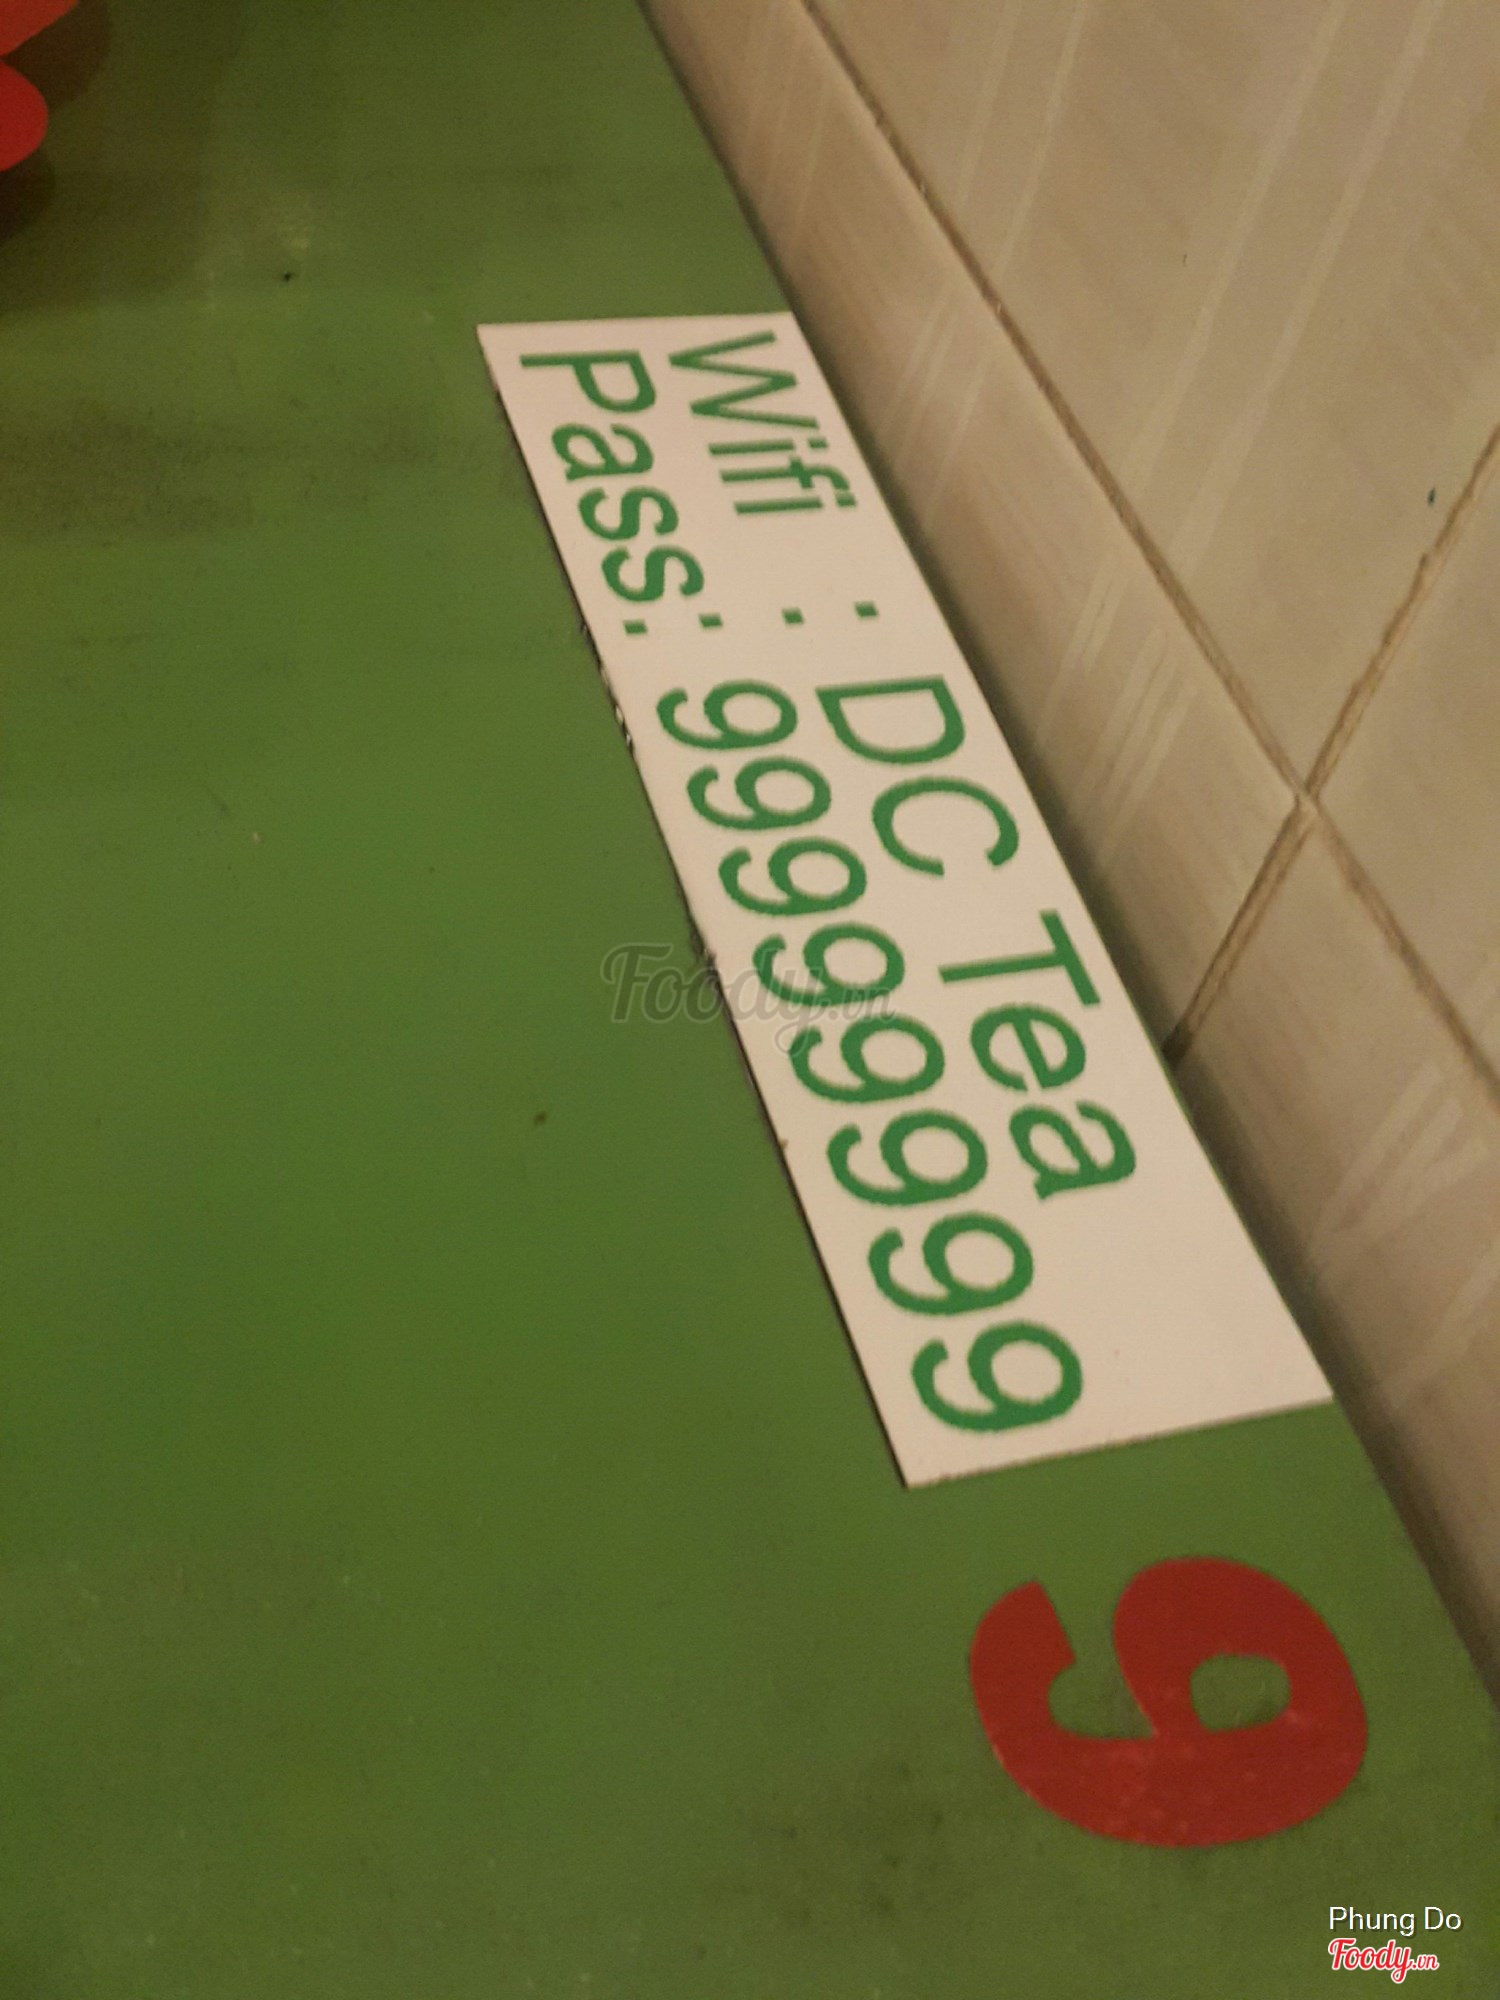 Wifi : DC Tea
Pass: 99999999
9
Foody.vn
Phung Do
Foody.vn